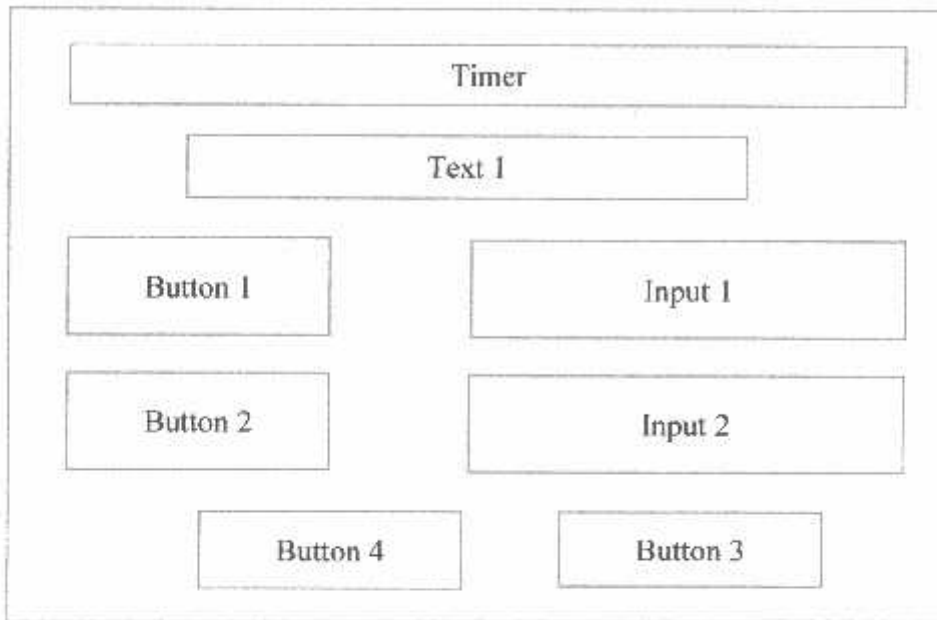 Timer
Text 1
Button 1
Input 1
Button 2
Input 2
Button 4
Button 3